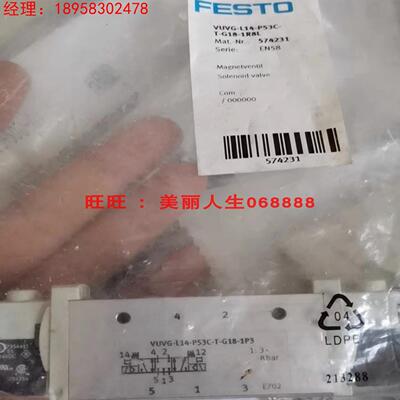 经理：18958302478
FESTO
VUVG-L14-P53C-
T-G18-1R8L
Mat.-Nr.: 574231
Serie: EN58
Magnetventil
Solenoid valve
Com.:
/ 000000
574231
旺旺 : 美丽人生068888
4 2
VUVG-L14-P53C-T-G18-1P3
14 4 2 12
5 1 3
5 1 3
E702
04
LDPE
213288